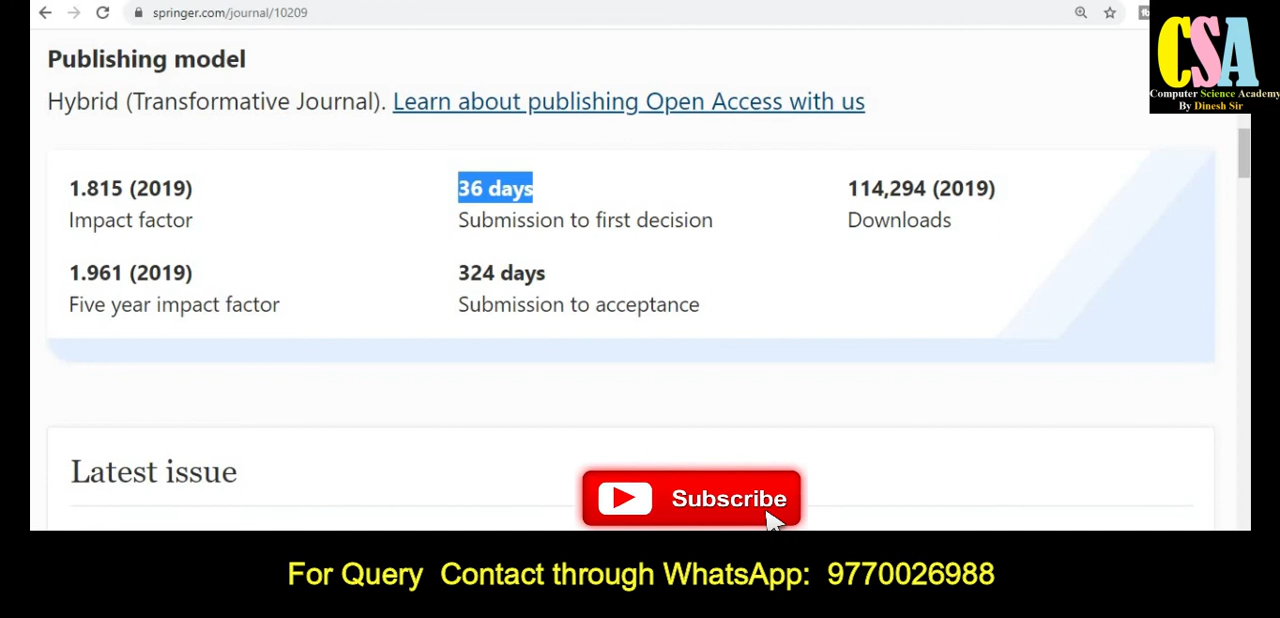 springer.com/journal/10209
CSA
Computer Science Academy
By Dinesh Sir
Publishing model
Hybrid (Transformative Journal). Learn about publishing Open Access with us
1.815 (2019)
Impact factor
36 days
Submission to first decision
114,294 (2019)
Downloads
1.961 (2019)
Five year impact factor
324 days
Submission to acceptance
Latest issue
Subscribe
For Query Contact through WhatsApp: 9770026988